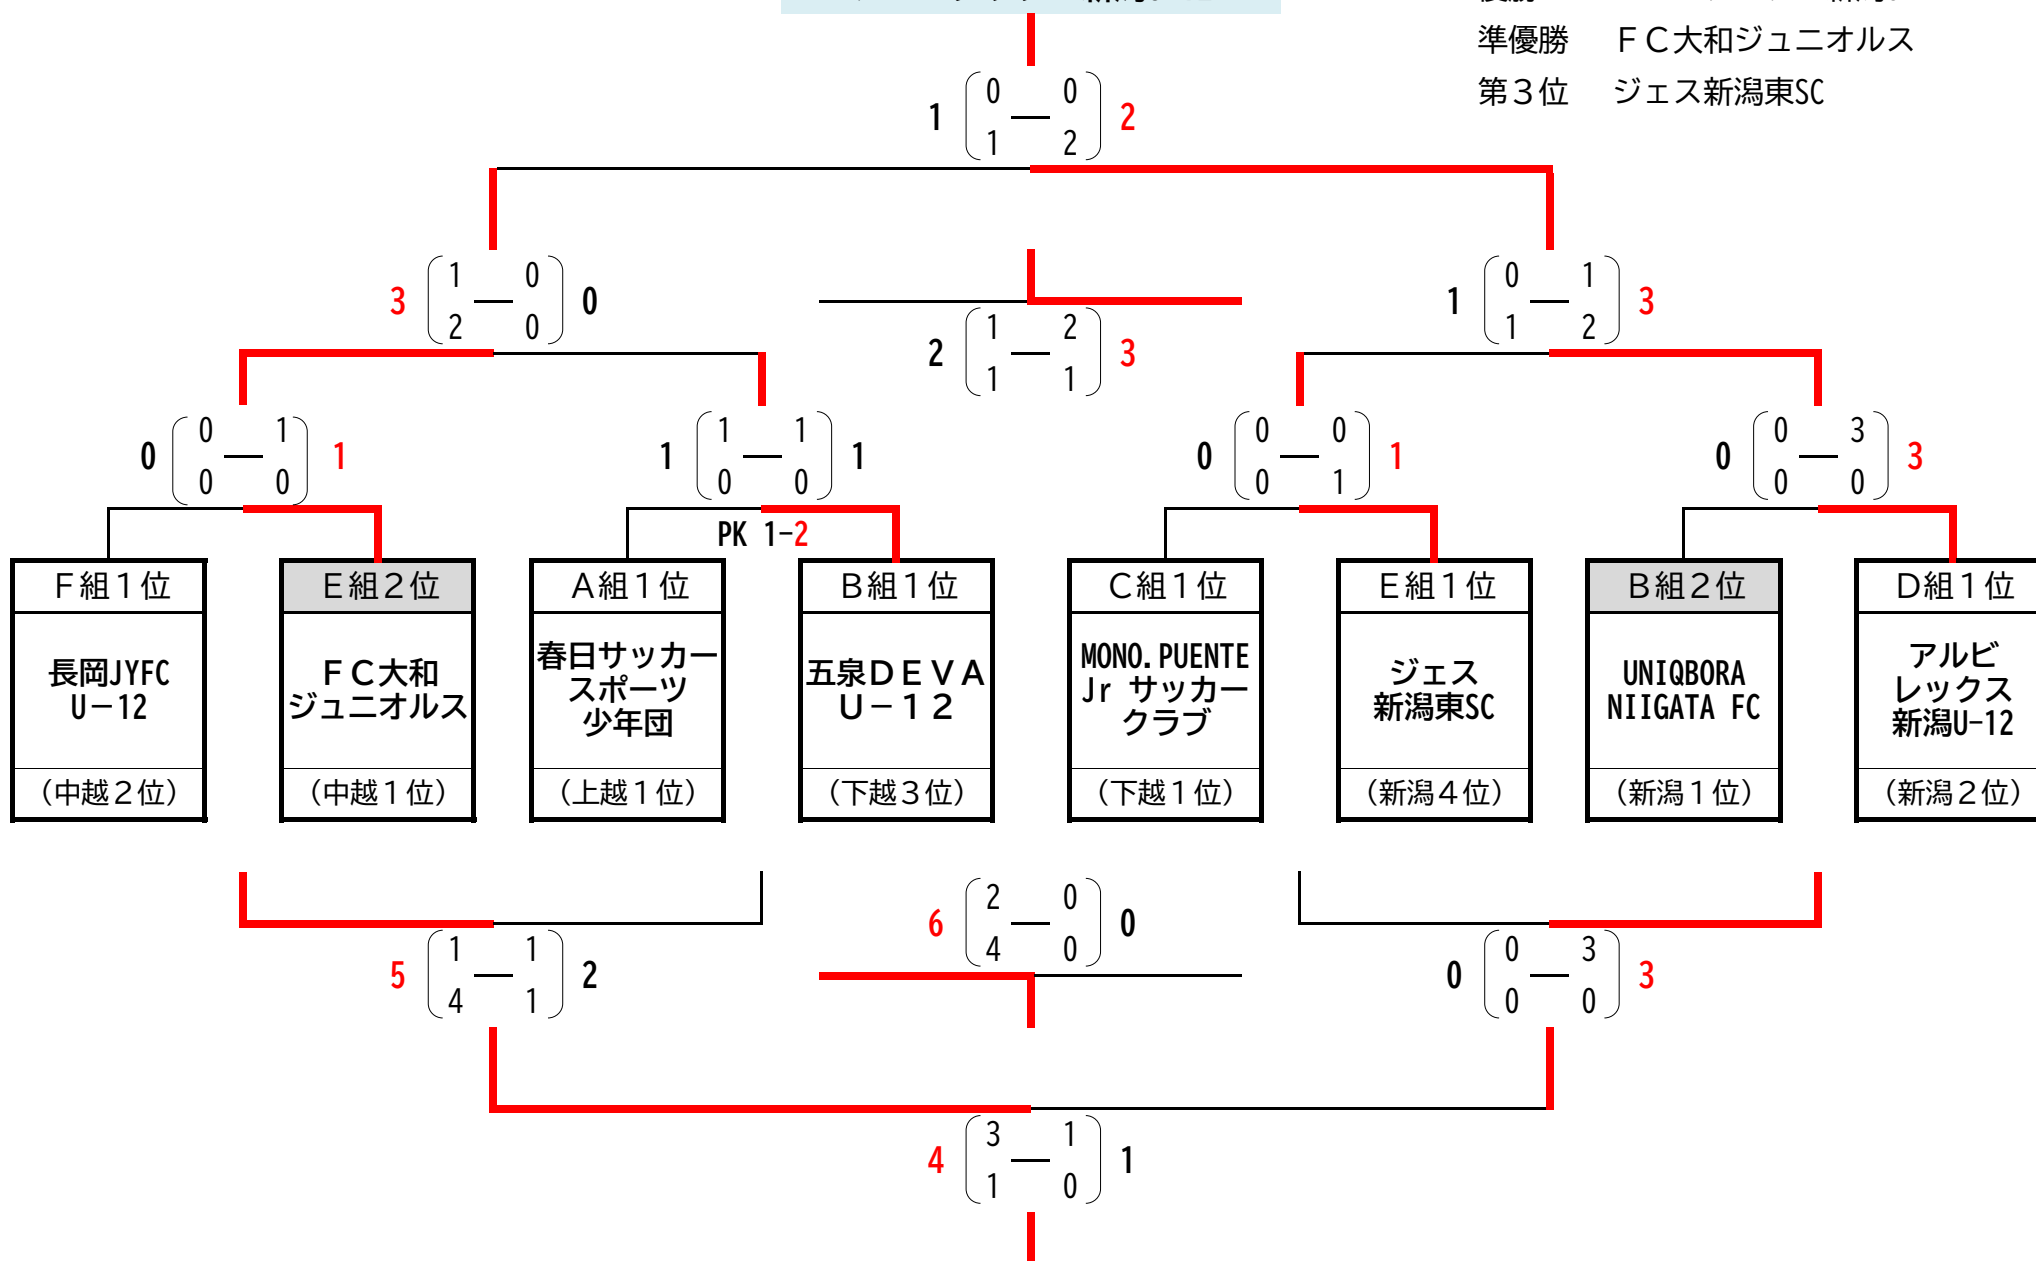 準優勝 ＦＣ大和ジュニオルス
第３位 ジェス新潟東SC
0 0
1 2
1 2
1 0
3 0
2 0
0 1
1 3
1 2
1 2
2 3
1 1
0 1
0 1
0 0
1 1
1 1
0 0
PK 1-2
0 0
0 1
0 1
0 3
0 3
0 0
Ｆ組１位
長岡JYFC
U－12
（中越２位）
Ｅ組２位
ＦＣ大和
ジュニオルス
（中越１位）
Ａ組１位
春日サッカー
スポーツ
少年団
（上越１位）
Ｂ組１位
五泉ＤＥＶＡ
Ｕ－１２
（下越３位）
Ｃ組１位
MONO.PUENTE
Jr サッカー
クラブ
（下越１位）
Ｅ組１位
ジェス
新潟東SC
（新潟４位）
Ｂ組２位
UNIQBORA
NIIGATA FC
（新潟１位）
Ｄ組１位
アルビ
レックス
新潟U-12
（新潟２位）
2 0
6 0
4 0
1 1
5 2
4 1
0 3
0 3
0 0
3 1
4 1
1 0